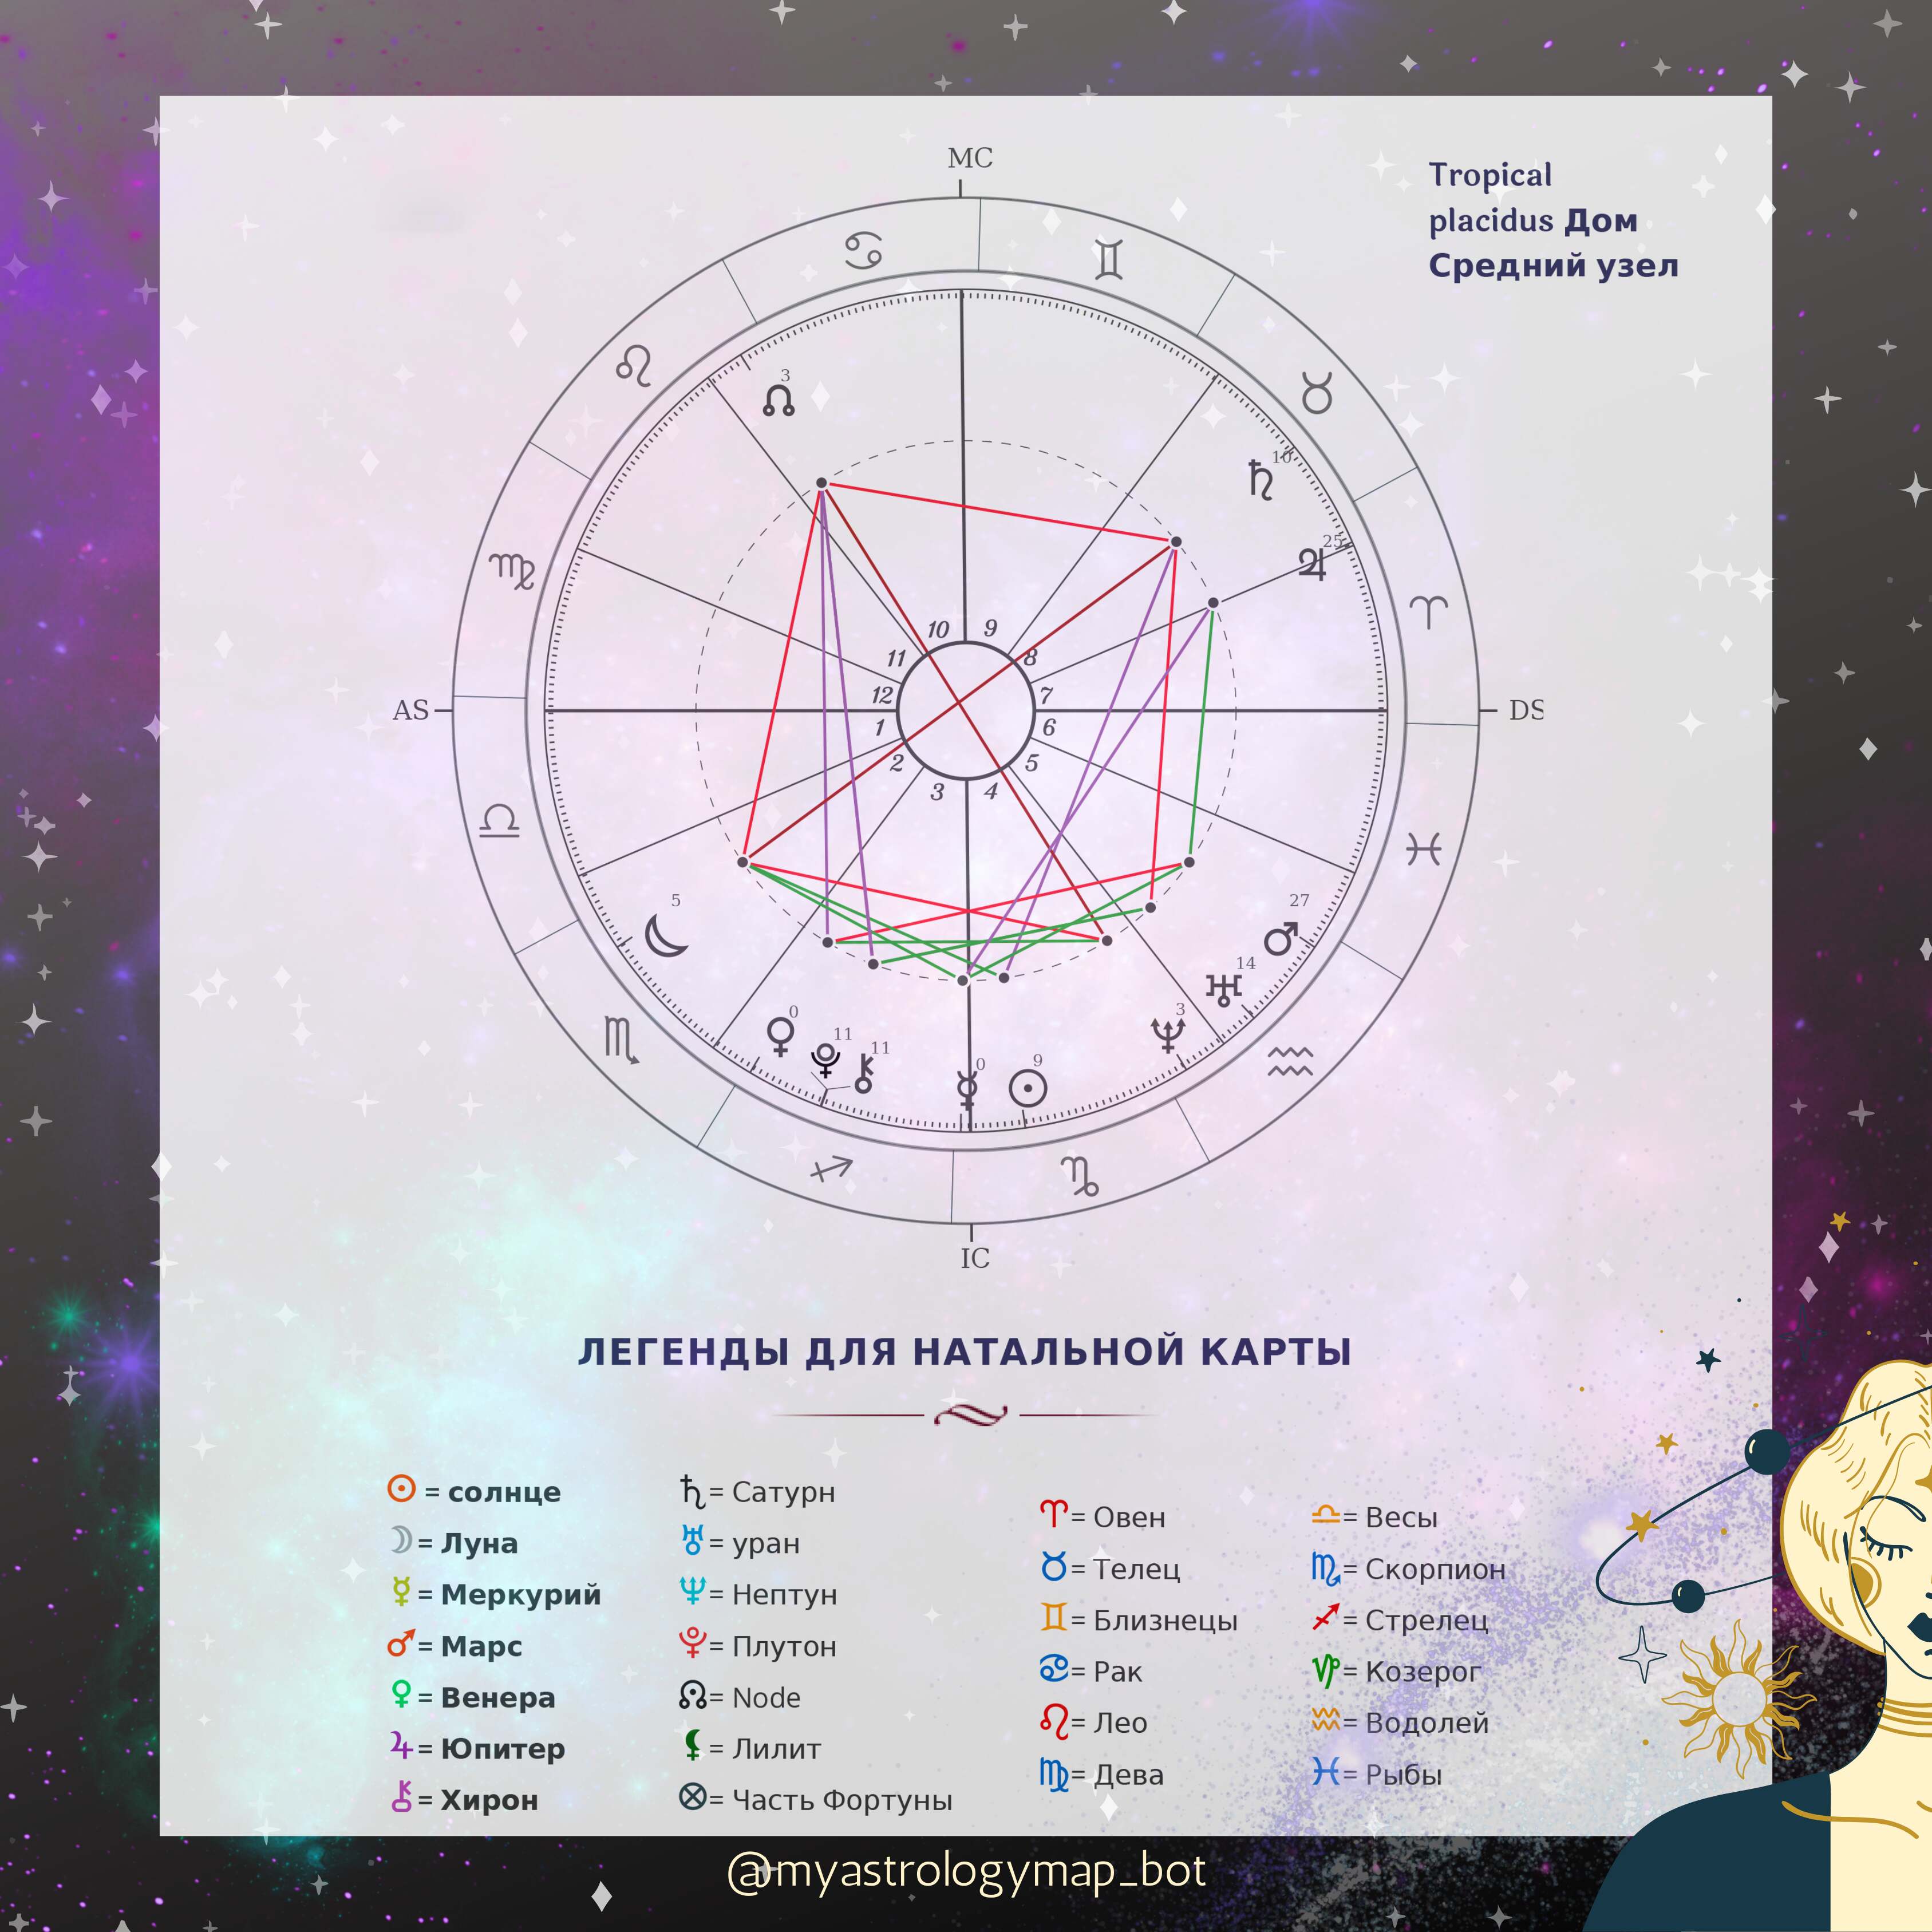 MC
Tropical
placidus Дом
Средний узел
3
10
25
10 9
11 8
12 7
AS DS
1 6
2 5
3 4
5
27
14
0 3
11 11
0 9
IC
ЛЕГЕНДЫ ДЛЯ НАТАЛЬНОЙ КАРТЫ
☉ = солнце
☽ = Луна
☿ = Меркурий
♂ = Марс
♀ = Венера
♃ = Юпитер
⚷ = Хирон
♄ = Сатурн
♅ = уран
♆ = Нептун
♇ = Плутон
☊ = Node
⚸ = Лилит
⊗ = Часть Фортуны
♈ = Овен
♉ = Телец
♊ = Близнецы
♋ = Рак
♌ = Лео
♍ = Дева
♎ = Весы
♏ = Скорпион
♐ = Стрелец
♑ = Козерог
♒ = Водолей
♓ = Рыбы
@myastrologymap_bot